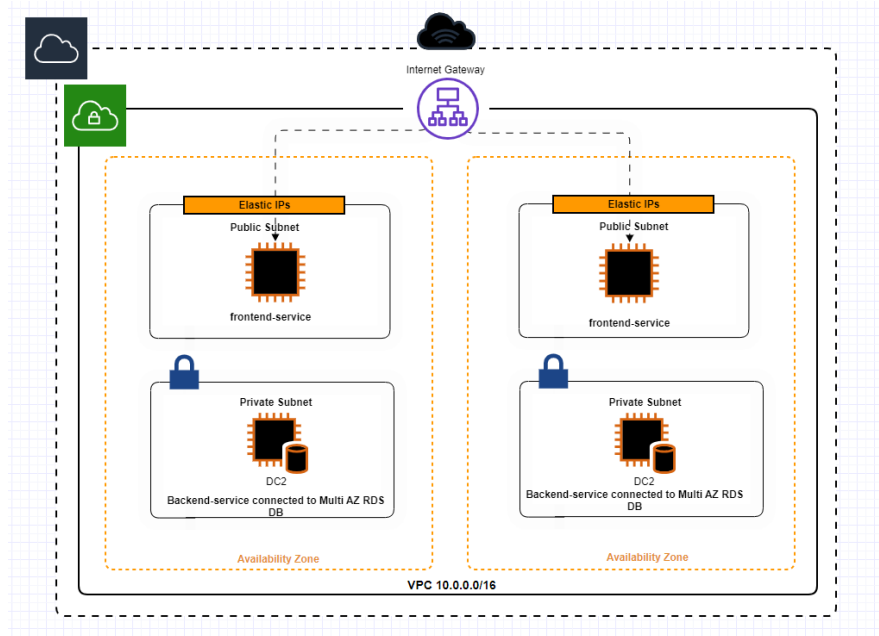 Internet Gateway
Elastic IPs
Public Subnet
frontend-service
Private Subnet
DC2
Backend-service connected to Multi AZ RDS
DB
Availability Zone
Elastic IPs
Public Subnet
frontend-service
Private Subnet
DC2
Backend-service connected to Multi AZ RDS
DB
Availability Zone
VPC 10.0.0.0/16